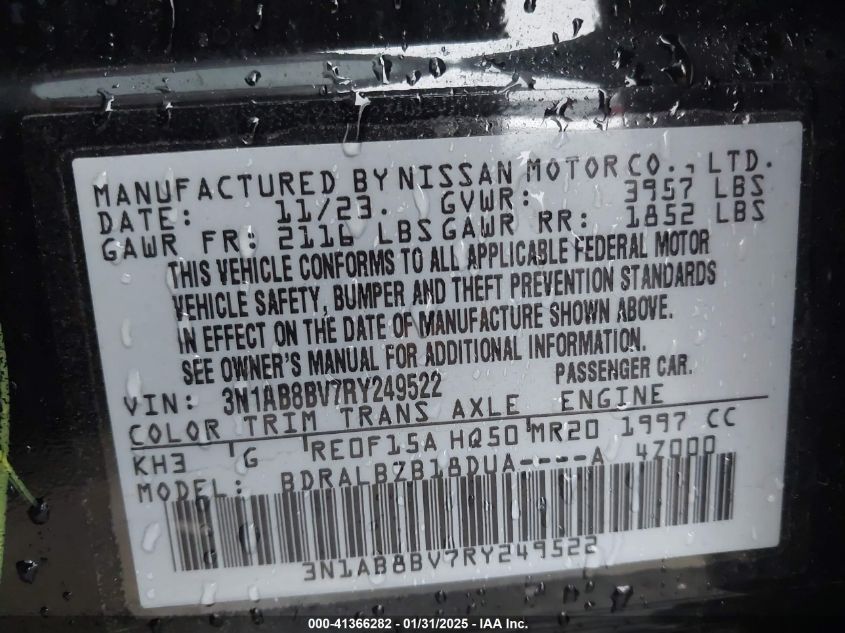 MANUFACTURED BY NISSAN MOTOR CO., LTD.
DATE: 11/23. GVWR: 3957 LBS
GAWR FR: 2116 LBS GAWR RR: 1852 LBS
THIS VEHICLE CONFORMS TO ALL APPLICABLE FEDERAL MOTOR
VEHICLE SAFETY, BUMPER AND THEFT PREVENTION STANDARDS
IN EFFECT ON THE DATE OF MANUFACTURE SHOWN ABOVE.
SEE OWNER'S MANUAL FOR ADDITIONAL INFORMATION.
VIN: 3N1AB8BV7RY249522 PASSENGER CAR.
COLOR TRIM TRANS AXLE ENGINE
KH3 G RE0F15A HQ50 MR20 1997 CC
MODEL: BDRALBZB18DUA----A 4Z000
3N1AB8BV7RY249522
000-41366282 - 01/31/2025 - IAA Inc.